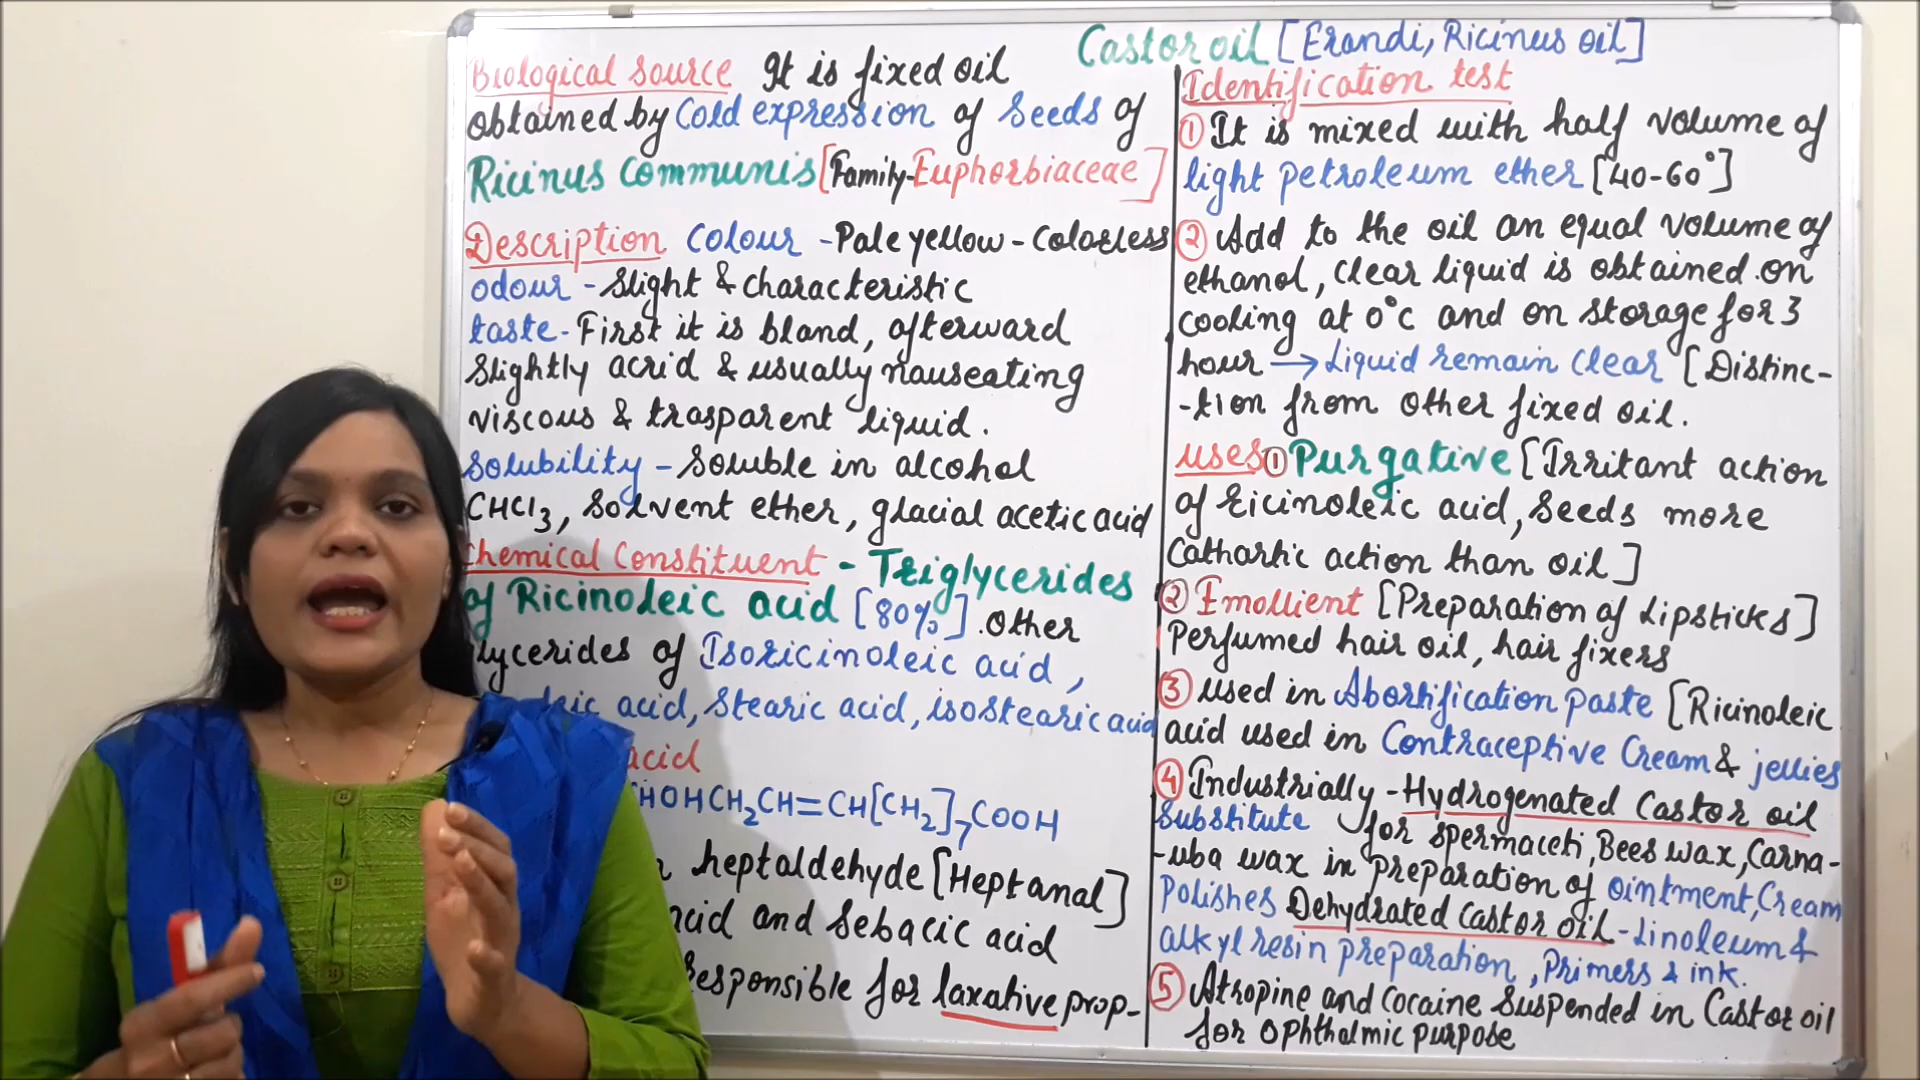 Castor oil [Erandi, Ricinus oil]
Biological source It is fixed oil
obtained by Cold expression of Seeds of
Ricinus communis [Family-Euphorbiaceae]
Description Colour - Pale yellow - Colorless
odour - Slight & characteristic
taste - First it is bland, afterward
Slightly acrid & usually nauseating
viscous & trasparent liquid.
Solubility - Soluble in alcohol
CHCl3, Solvent ether, glacial acetic acid
Chemical Constituent - Triglycerides
of Ricinoleic acid [80%]. Other
lycerides of Isoricinoleic acid,
leic acid, Stearic acid, isostearic acid
acid
HOHCH2CH=CH[CH2]7COOH
heptaldehyde [Heptanal]
acid and Sebacic acid
Responsible for laxative prop-
Identification test
① It is mixed with half volume of
light petroleum ether [40-60°]
② Add to the oil an equal volume of
ethanol, clear liquid is obtained. on
cooling at 0°c and on storage for 3
hour → Liquid remain clear [Distinc-
-tion from other fixed oil.
uses ① Purgative [Irritant action
of Ricinoleic acid, Seeds more
Cathartic action than oil]
② Emollient [Preparation of Lipsticks]
Perfumed hair oil, hair fixers
③ used in Abortification paste [Ricinoleic
acid used in Contraceptive Cream & jellies
④ Industrially - Hydrogenated Castor oil
Substitute for spermaceti, Bees wax, Carna-
-uba wax in preparation of ointment, Cream
Polishes Dehydrated Castor oil - Linoleum &
alkyl resin preparation, Primers & ink.
⑤ Atropine and Cocaine Suspended in Castor oil
for Ophthalmic purpose